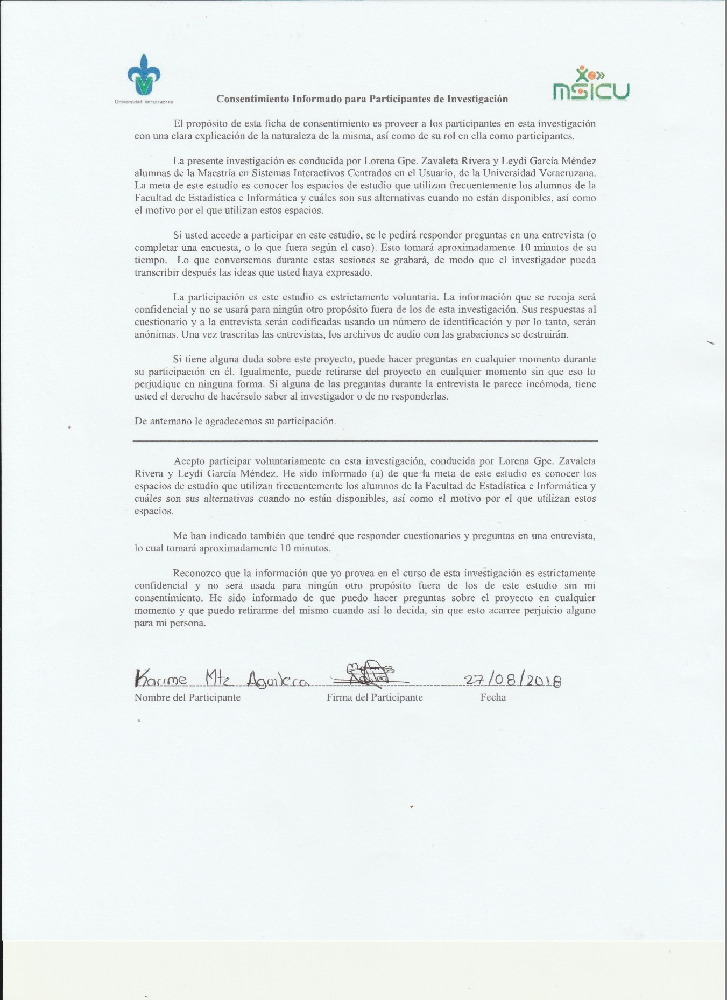 Universidad Veracruzana
MSICU
Consentimiento Informado para Participantes de Investigación
El propósito de esta ficha de consentimiento es proveer a los participantes en esta investigación
con una clara explicación de la naturaleza de la misma, así como de su rol en ella como participantes.
La presente investigación es conducida por Lorena Gpe. Zavaleta Rivera y Leydi García Méndez
alumnas de la Maestría en Sistemas Interactivos Centrados en el Usuario, de la Universidad Veracruzana.
La meta de este estudio es conocer los espacios de estudio que utilizan frecuentemente los alumnos de la
Facultad de Estadística e Informática y cuáles son sus alternativas cuando no están disponibles, así como
el motivo por el que utilizan estos espacios.
Si usted accede a participar en este estudio, se le pedirá responder preguntas en una entrevista (o
completar una encuesta, o lo que fuera según el caso). Esto tomará aproximadamente 10 minutos de su
tiempo. Lo que conversemos durante estas sesiones se grabará, de modo que el investigador pueda
transcribir después las ideas que usted haya expresado.
La participación es este estudio es estrictamente voluntaria. La información que se recoja será
confidencial y no se usará para ningún otro propósito fuera de los de esta investigación. Sus respuestas al
cuestionario y a la entrevista serán codificadas usando un número de identificación y por lo tanto, serán
anónimas. Una vez trascritas las entrevistas, los archivos de audio con las grabaciones se destruirán.
Si tiene alguna duda sobre este proyecto, puede hacer preguntas en cualquier momento durante
su participación en él. Igualmente, puede retirarse del proyecto en cualquier momento sin que eso lo
perjudique en ninguna forma. Si alguna de las preguntas durante la entrevista le parece incómoda, tiene
usted el derecho de hacérselo saber al investigador o de no responderlas.
De antemano le agradecemos su participación.
Acepto participar voluntariamente en esta investigación, conducida por Lorena Gpe. Zavaleta
Rivera y Leydi García Méndez. He sido informado (a) de que la meta de este estudio es conocer los
espacios de estudio que utilizan frecuentemente los alumnos de la Facultad de Estadística e Informática y
cuáles son sus alternativas cuando no están disponibles, así como el motivo por el que utilizan estos
espacios.
Me han indicado también que tendré que responder cuestionarios y preguntas en una entrevista,
lo cual tomará aproximadamente 10 minutos.
Reconozco que la información que yo provea en el curso de esta investigación es estrictamente
confidencial y no será usada para ningún otro propósito fuera de los de este estudio sin mi
consentimiento. He sido informado de que puedo hacer preguntas sobre el proyecto en cualquier
momento y que puedo retirarme del mismo cuando así lo decida, sin que esto acarree perjuicio alguno
para mi persona.
Karime Mtz Aguilera 27/08/2018
Nombre del Participante Firma del Participante Fecha